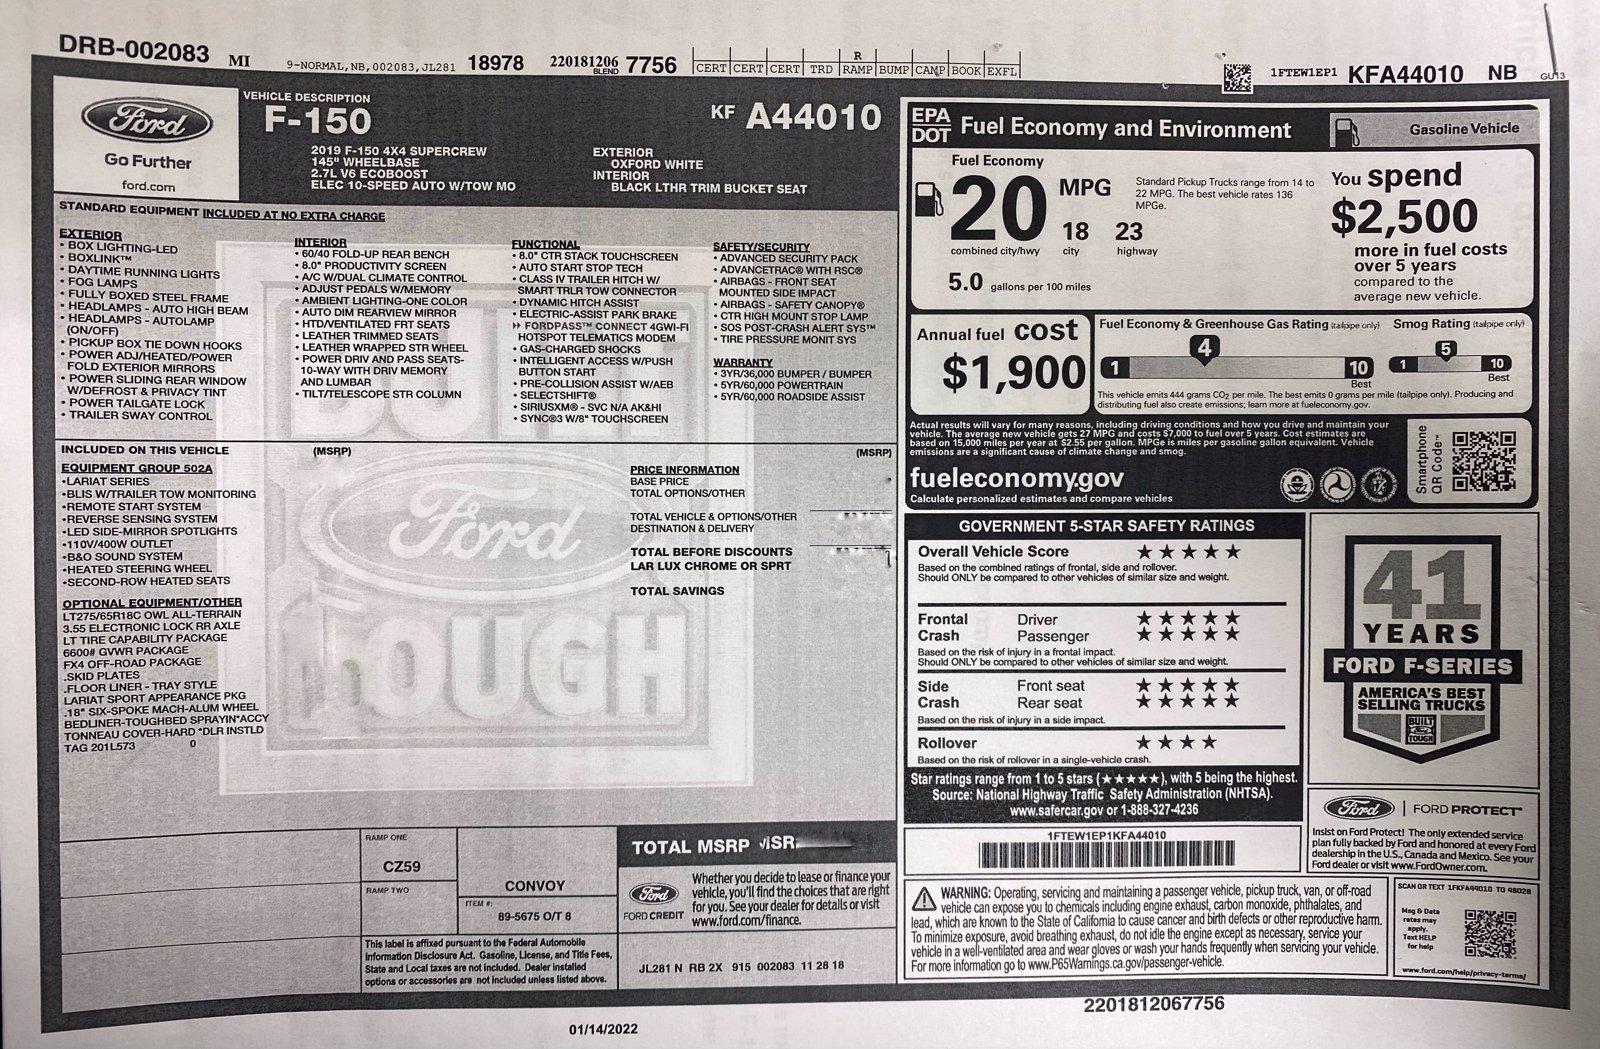 DRB-002083 MI 9-NORMAL,NB,002083,JL281 18978 220181206 7756
BLEND
R
CERT CERT CERT TRD RAMP BUMP CAMP BOOK EXFL
1FTEW1EP1 KFA44010 NB GU13
Ford
Go Further
ford.com
VEHICLE DESCRIPTION
F-150
2019 F-150 4X4 SUPERCREW
145" WHEELBASE
2.7L V6 ECOBOOST
ELEC 10-SPEED AUTO W/TOW MO
KF A44010
EXTERIOR
OXFORD WHITE
INTERIOR
BLACK LTHR TRIM BUCKET SEAT
STANDARD EQUIPMENT INCLUDED AT NO EXTRA CHARGE
EXTERIOR
• BOX LIGHTING-LED
• BOXLINK™
• DAYTIME RUNNING LIGHTS
• FOG LAMPS
• FULLY BOXED STEEL FRAME
• HEADLAMPS - AUTO HIGH BEAM
• HEADLAMPS - AUTOLAMP
(ON/OFF)
• PICKUP BOX TIE DOWN HOOKS
• POWER ADJ/HEATED/POWER
FOLD EXTERIOR MIRRORS
• POWER SLIDING REAR WINDOW
W/DEFROST & PRIVACY TINT
• POWER TAILGATE LOCK
• TRAILER SWAY CONTROL
INTERIOR
• 60/40 FOLD-UP REAR BENCH
• 8.0" PRODUCTIVITY SCREEN
• A/C W/DUAL CLIMATE CONTROL
• ADJUST PEDALS W/MEMORY
• AMBIENT LIGHTING-ONE COLOR
• AUTO DIM REARVIEW MIRROR
• HTD/VENTILATED FRT SEATS
• LEATHER TRIMMED SEATS
• LEATHER WRAPPED STR WHEEL
• POWER DRIV AND PASS SEATS-
10-WAY WITH DRIV MEMORY
AND LUMBAR
• TILT/TELESCOPE STR COLUMN
FUNCTIONAL
• 8.0" CTR STACK TOUCHSCREEN
• AUTO START STOP TECH
• CLASS IV TRAILER HITCH W/
SMART TRLR TOW CONNECTOR
• DYNAMIC HITCH ASSIST
• ELECTRIC-ASSIST PARK BRAKE
›› FORDPASS™ CONNECT 4GWI-FI
HOTSPOT TELEMATICS MODEM
• GAS-CHARGED SHOCKS
• INTELLIGENT ACCESS W/PUSH
BUTTON START
• PRE-COLLISION ASSIST W/AEB
• SELECTSHIFT®
• SIRIUSXM® - SVC N/A AK&HI
• SYNC®3 W/8" TOUCHSCREEN
SAFETY/SECURITY
• ADVANCED SECURITY PACK
• ADVANCETRAC® WITH RSC®
• AIRBAGS - FRONT SEAT
MOUNTED SIDE IMPACT
• AIRBAGS - SAFETY CANOPY®
• CTR HIGH MOUNT STOP LAMP
• SOS POST-CRASH ALERT SYS™
• TIRE PRESSURE MONIT SYS
WARRANTY
• 3YR/36,000 BUMPER / BUMPER
• 5YR/60,000 POWERTRAIN
• 5YR/60,000 ROADSIDE ASSIST
INCLUDED ON THIS VEHICLE (MSRP) (MSRP)
EQUIPMENT GROUP 502A
•LARIAT SERIES
•BLIS W/TRAILER TOW MONITORING
•REMOTE START SYSTEM
•REVERSE SENSING SYSTEM
•LED SIDE-MIRROR SPOTLIGHTS
•110V/400W OUTLET
•B&O SOUND SYSTEM
•HEATED STEERING WHEEL
•SECOND-ROW HEATED SEATS
OPTIONAL EQUIPMENT/OTHER
LT275/65R18C OWL ALL-TERRAIN
3.55 ELECTRONIC LOCK RR AXLE
LT TIRE CAPABILITY PACKAGE
6600# GVWR PACKAGE
FX4 OFF-ROAD PACKAGE
.SKID PLATES
.FLOOR LINER - TRAY STYLE
LARIAT SPORT APPEARANCE PKG
.18" SIX-SPOKE MACH-ALUM WHEEL
BEDLINER-TOUGHBED SPRAYIN*ACCY
TONNEAU COVER-HARD *DLR INSTLD
TAG 201L573 0
PRICE INFORMATION
BASE PRICE
TOTAL OPTIONS/OTHER
TOTAL VEHICLE & OPTIONS/OTHER
DESTINATION & DELIVERY
TOTAL BEFORE DISCOUNTS
LAR LUX CHROME OR SPRT
TOTAL SAVINGS
BUILT
Ford
TOUGH
RAMP ONE
CZ59
RAMP TWO
CONVOY
ITEM #:
89-5675 O/T 8
This label is affixed pursuant to the Federal Automobile
Information Disclosure Act. Gasoline, License, and Title Fees,
State and Local taxes are not included. Dealer installed
options or accessories are not included unless listed above.
TOTAL MSRP
Ford
FORD CREDIT
Whether you decide to lease or finance your
vehicle, you'll find the choices that are right
for you. See your dealer for details or visit
www.ford.com/finance.
JL281 N RB 2X 915 002083 11 28 18
EPA
DOT
Fuel Economy and Environment
Gasoline Vehicle
Fuel Economy
20 MPG
combined city/hwy
18 city
23 highway
5.0 gallons per 100 miles
Standard Pickup Trucks range from 14 to
22 MPG. The best vehicle rates 136
MPGe.
You spend
$2,500
more in fuel costs
over 5 years
compared to the
average new vehicle.
Annual fuel cost
$1,900
Fuel Economy & Greenhouse Gas Rating (tailpipe only)
1 4 10
Best
Smog Rating (tailpipe only)
1 5 10
Best
This vehicle emits 444 grams CO2 per mile. The best emits 0 grams per mile (tailpipe only). Producing and
distributing fuel also create emissions; learn more at fueleconomy.gov.
Actual results will vary for many reasons, including driving conditions and how you drive and maintain your
vehicle. The average new vehicle gets 27 MPG and costs $7,000 to fuel over 5 years. Cost estimates are
based on 15,000 miles per year at $2.55 per gallon. MPGe is miles per gasoline gallon equivalent. Vehicle
emissions are a significant cause of climate change and smog.
fueleconomy.gov
Calculate personalized estimates and compare vehicles
Smartphone
QR Code™
GOVERNMENT 5-STAR SAFETY RATINGS
Overall Vehicle Score ★★★★★
Based on the combined ratings of frontal, side and rollover.
Should ONLY be compared to other vehicles of similar size and weight.
Frontal Driver ★★★★★
Crash Passenger ★★★★★
Based on the risk of injury in a frontal impact.
Should ONLY be compared to other vehicles of similar size and weight.
Side Front seat ★★★★★
Crash Rear seat ★★★★★
Based on the risk of injury in a side impact.
Rollover ★★★★
Based on the risk of rollover in a single-vehicle crash.
Star ratings range from 1 to 5 stars (★★★★★), with 5 being the highest.
Source: National Highway Traffic Safety Administration (NHTSA).
www.safercar.gov or 1-888-327-4236
41
YEARS
FORD F-SERIES
AMERICA'S BEST
SELLING TRUCKS
BUILT
Ford
TOUGH
1FTEW1EP1KFA44010
Ford | FORD PROTECT
Insist on Ford Protect! The only extended service
plan fully backed by Ford and honored at every Ford
dealership in the U.S., Canada and Mexico. See your
Ford dealer or visit www.FordOwner.com.
WARNING: Operating, servicing and maintaining a passenger vehicle, pickup truck, van, or off-road
vehicle can expose you to chemicals including engine exhaust, carbon monoxide, phthalates, and
lead, which are known to the State of California to cause cancer and birth defects or other reproductive harm.
To minimize exposure, avoid breathing exhaust, do not idle the engine except as necessary, service your
vehicle in a well-ventilated area and wear gloves or wash your hands frequently when servicing your vehicle.
For more information go to www.P65Warnings.ca.gov/passenger-vehicle.
SCAN OR TEXT 1FKFA44010 TO 48028
Msg & Data
rates may
apply.
Text HELP
for help
www.ford.com/help/privacy-terms/
2201812067756
01/14/2022